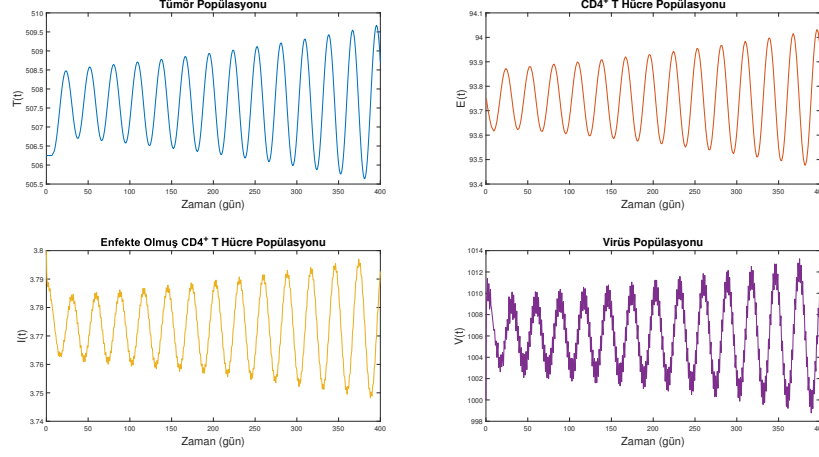 Tümör Popülasyonu
510
509.5
509
508.5
508
507.5
507
506.5
506
505.5
T(t)
0 50 100 150 200 250 300 350 400
Zaman (gün)
CD4⁺ T Hücre Popülasyonu
94.1
94
93.9
93.8
93.7
93.6
93.5
93.4
E(t)
0 50 100 150 200 250 300 350 400
Zaman (gün)
Enfekte Olmuş CD4⁺ T Hücre Popülasyonu
3.8
3.79
3.78
3.77
3.76
3.75
3.74
I(t)
0 50 100 150 200 250 300 350 400
Zaman (gün)
Virüs Popülasyonu
1014
1012
1010
1008
1006
1004
1002
1000
998
V(t)
0 50 100 150 200 250 300 350 400
Zaman (gün)